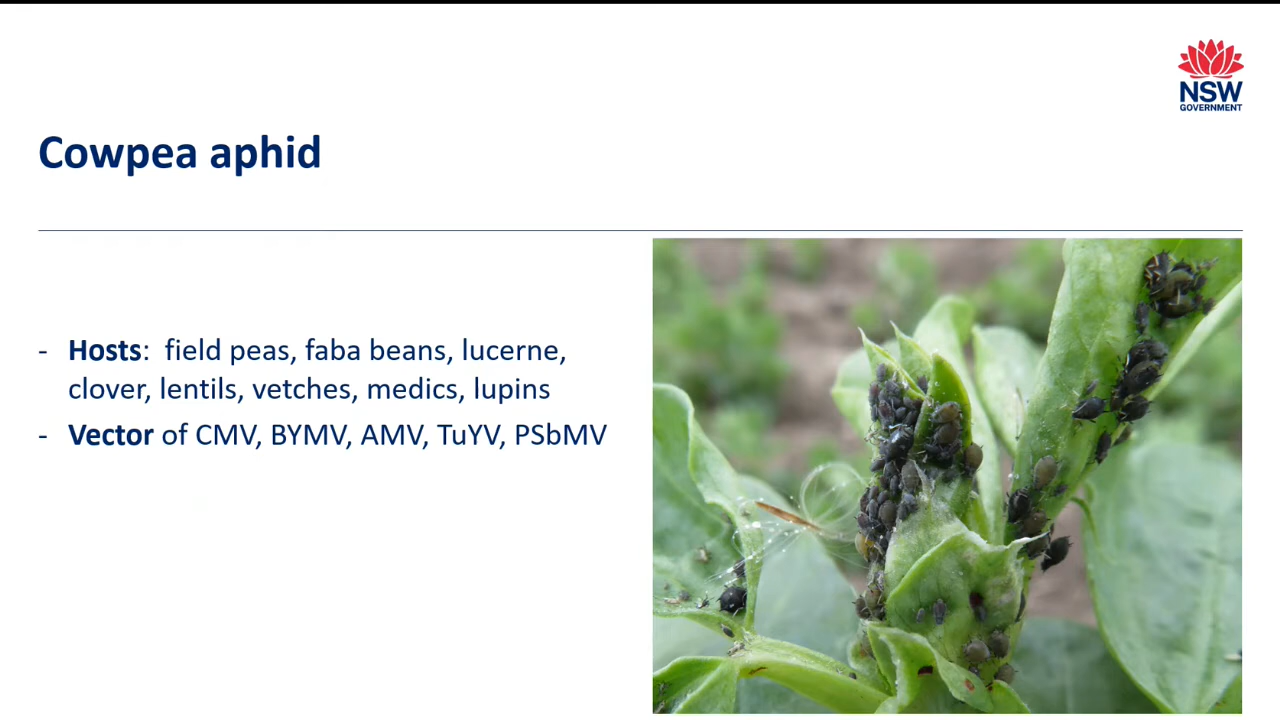 NSW
GOVERNMENT
Cowpea aphid
- Hosts: field peas, faba beans, lucerne,
clover, lentils, vetches, medics, lupins
- Vector of CMV, BYMV, AMV, TuYV, PSbMV